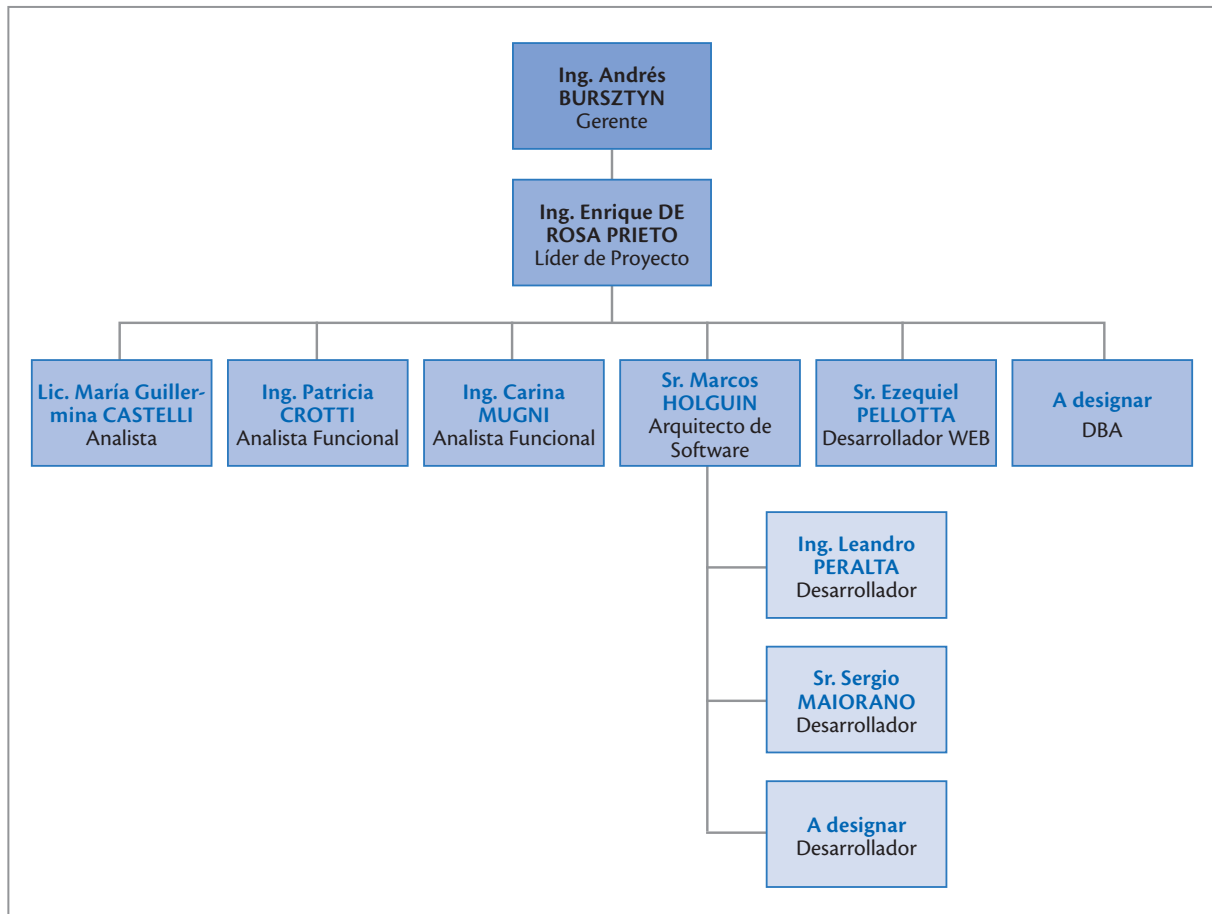 Ing. Andrés
BURSZTYN
Gerente
Ing. Enrique DE
ROSA PRIETO
Líder de Proyecto
Lic. María Guiller-
mina CASTELLI
Analista
Ing. Patricia
CROTTI
Analista Funcional
Ing. Carina
MUGNI
Analista Funcional
Sr. Marcos
HOLGUIN
Arquitecto de
Software
Sr. Ezequiel
PELLOTTA
Desarrollador WEB
A designar
DBA
Ing. Leandro
PERALTA
Desarrollador
Sr. Sergio
MAIORANO
Desarrollador
A designar
Desarrollador